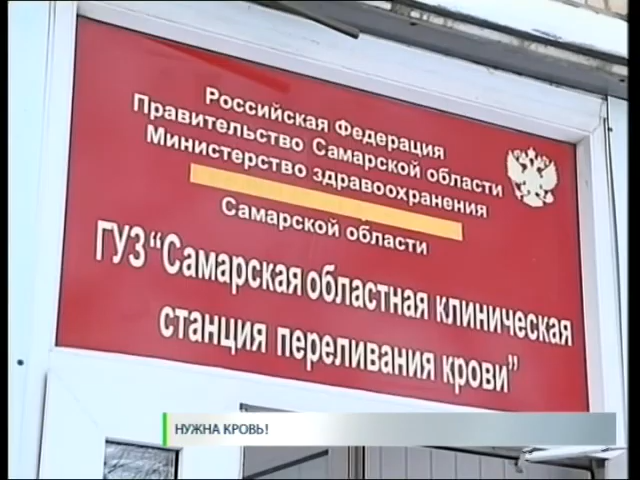 Российская Федерация
Правительство Самарской области
Министерство здравоохранения
Самарской области
ГУЗ “Самарская областная клиническая
станция переливания крови”
НУЖНА КРОВЬ!